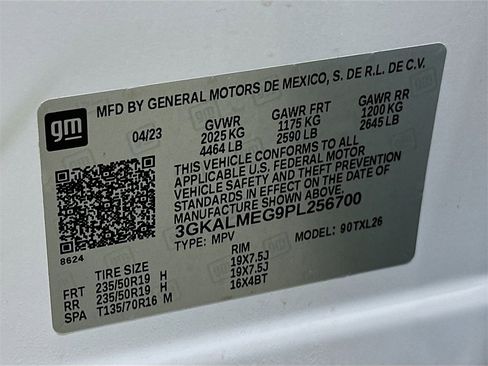 gm
MFD BY GENERAL MOTORS DE MEXICO, S. DE R.L. DE C.V.
04/23 GVWR GAWR FRT GAWR RR
2025 KG 1175 KG 1200 KG
4464 LB 2590 LB 2645 LB
THIS VEHICLE CONFORMS TO ALL
APPLICABLE U.S. FEDERAL MOTOR
VEHICLE SAFETY AND THEFT PREVENTION
STANDARDS IN EFFECT ON THE DATE OF
MANUFACTURE SHOWN ABOVE.
3GKALMEG9PL256700
8624 TYPE: MPV MODEL: 90TXL26
TIRE SIZE RIM
FRT 235/50R19 H 19X7.5J
RR 235/50R19 H 19X7.5J
SPA T135/70R16 M 16X4BT